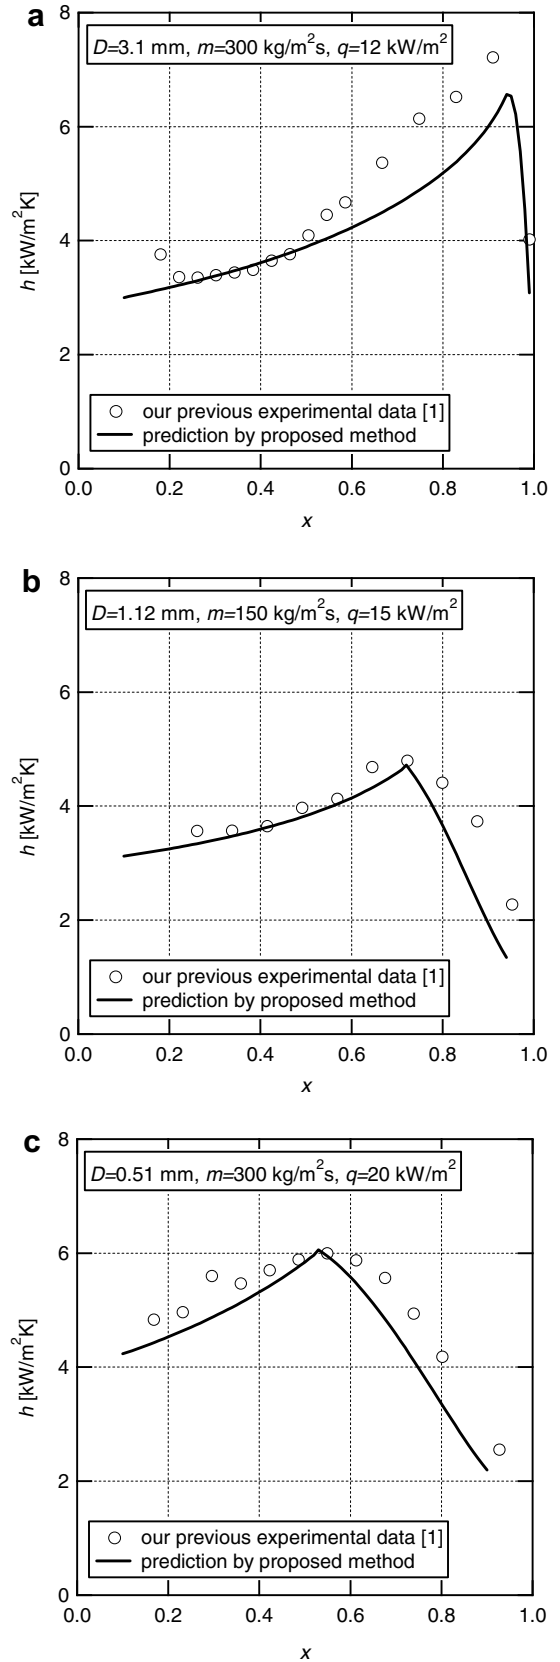 a
D=3.1 mm, m=300 kg/m²s, q=12 kW/m²
8
6
4
2
0
h [kW/m²K]
our previous experimental data [1]
prediction by proposed method
0.0 0.2 0.4 0.6 0.8 1.0
x
b
D=1.12 mm, m=150 kg/m²s, q=15 kW/m²
8
6
4
2
0
h [kW/m²K]
our previous experimental data [1]
prediction by proposed method
0.0 0.2 0.4 0.6 0.8 1.0
x
c
D=0.51 mm, m=300 kg/m²s, q=20 kW/m²
8
6
4
2
0
h [kW/m²K]
our previous experimental data [1]
prediction by proposed method
0.0 0.2 0.4 0.6 0.8 1.0
x